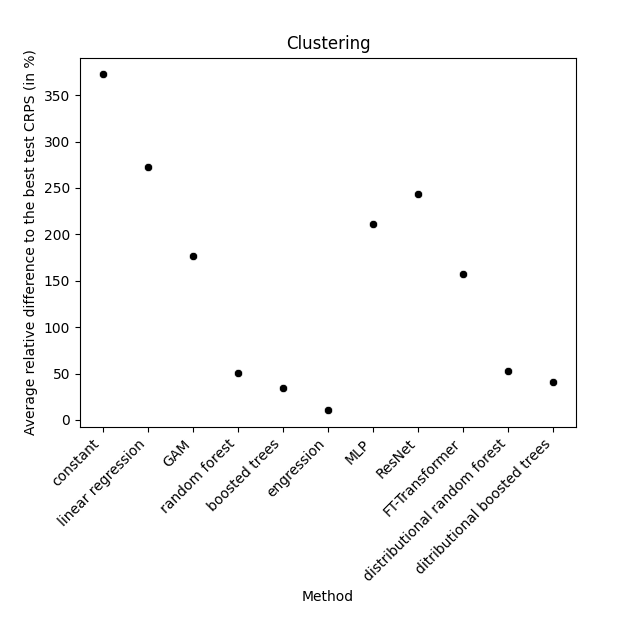 Clustering
Average relative difference to the best test CRPS (in %)
350
300
250
200
150
100
50
0
constant
linear regression
GAM
random forest
boosted trees
engression
MLP
ResNet
FT-Transformer
distributional random forest
ditributional boosted trees
Method